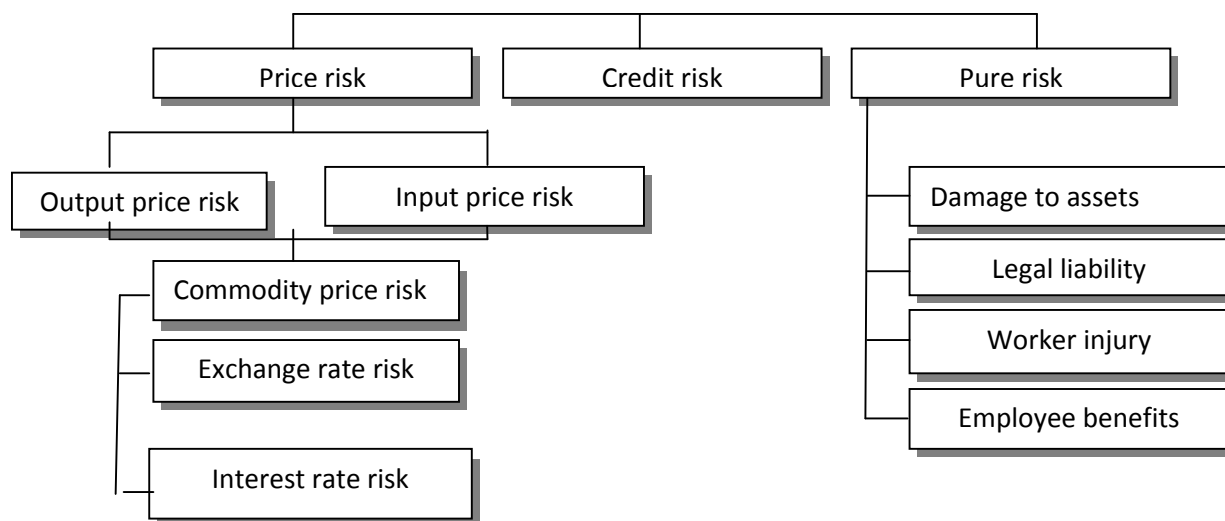 Price risk
Credit risk
Pure risk
Output price risk
Input price risk
Commodity price risk
Exchange rate risk
Interest rate risk
Damage to assets
Legal liability
Worker injury
Employee benefits